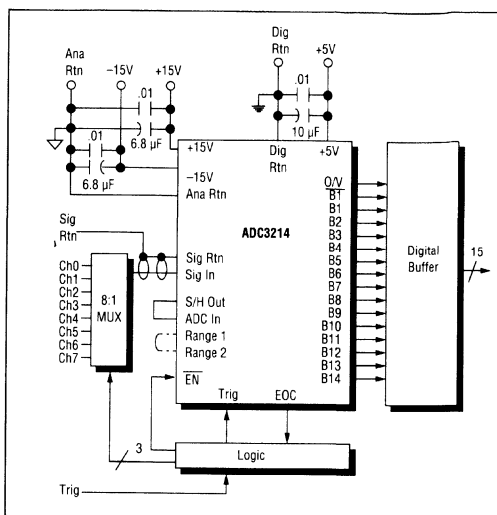 Ana
Rtn
−15V
+15V
Dig
Rtn
+5V
.01
.01
6.8 µF
.01
6.8 µF
10 µF
+15V
Dig
Rtn
+5V
−15V
Ana Rtn
ADC3214
O/V
B1
B1
B2
B3
B4
B5
B6
B7
B8
B9
B10
B11
B12
B13
B14
Digital
Buffer
15
Sig
Rtn
Sig Rtn
Sig In
Ch0
Ch1
Ch2
Ch3
Ch4
Ch5
Ch6
Ch7
8:1
MUX
S/H Out
ADC In
Range 1
Range 2
EN
Trig
EOC
3
Logic
Trig